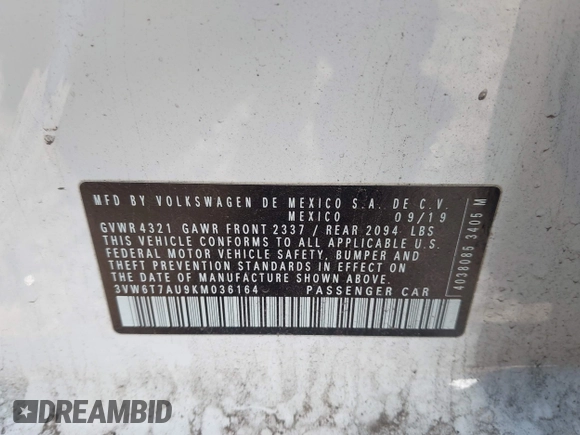 MFD BY VOLKSWAGEN DE MEXICO S.A. DE C.V.
MEXICO 09/19
GVWR 4321 GAWR FRONT 2337 / REAR 2094 LBS
THIS VEHICLE CONFORMS TO ALL APPLICABLE U.S.
FEDERAL MOTOR VEHICLE SAFETY, BUMPER AND
THEFT PREVENTION STANDARDS IN EFFECT ON THE
DATE OF MANUFACTURE SHOWN ABOVE.
3VW6T7AU9KM036164 PASSENGER CAR
4038086 3405 M
DREAMBID